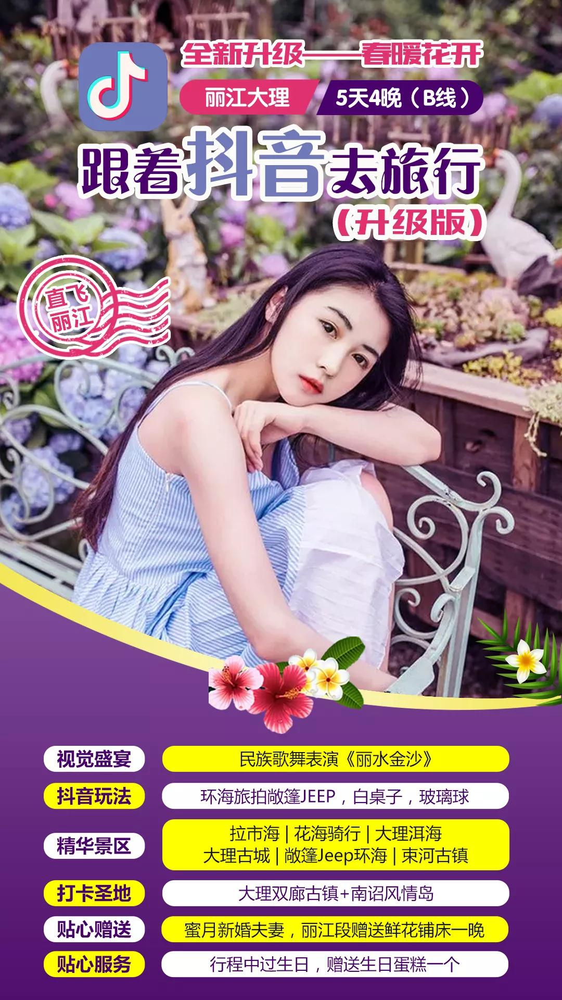 全新升级——春暖花开
丽江大理
5天4晚（B线）
跟着抖音去旅行
(升级版)
直飞
丽江
视觉盛宴
民族歌舞表演《丽水金沙》
抖音玩法
环海旅拍敞篷JEEP，白桌子，玻璃球
精华景区
拉市海 | 花海骑行 | 大理洱海
大理古城 | 敞篷Jeep环海 | 束河古镇
打卡圣地
大理双廊古镇+南诏风情岛
贴心赠送
蜜月新婚夫妻，丽江段赠送鲜花铺床一晚
贴心服务
行程中过生日，赠送生日蛋糕一个